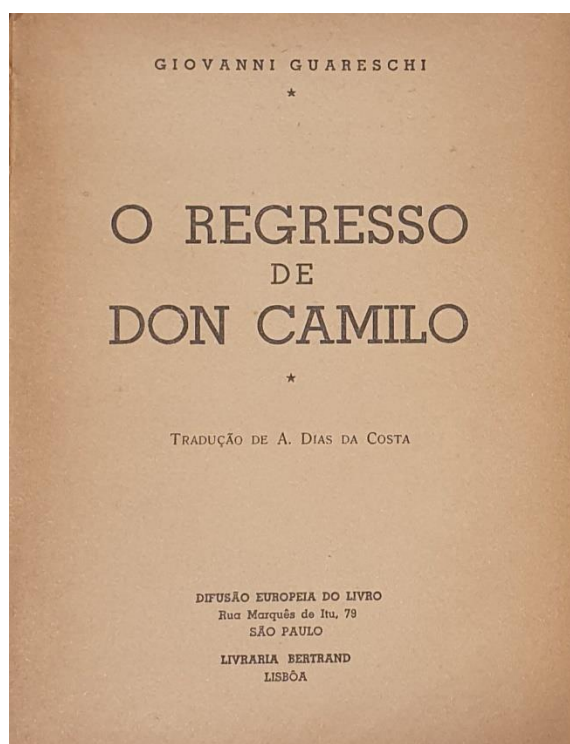 GIOVANNI GUARESCHI
★
O REGRESSO
DE
DON CAMILO
★
TRADUÇÃO DE A. DIAS DA COSTA
DIFUSÃO EUROPEIA DO LIVRO
Rua Marquês de Itu, 79
SÃO PAULO
LIVRARIA BERTRAND
LISBÔA